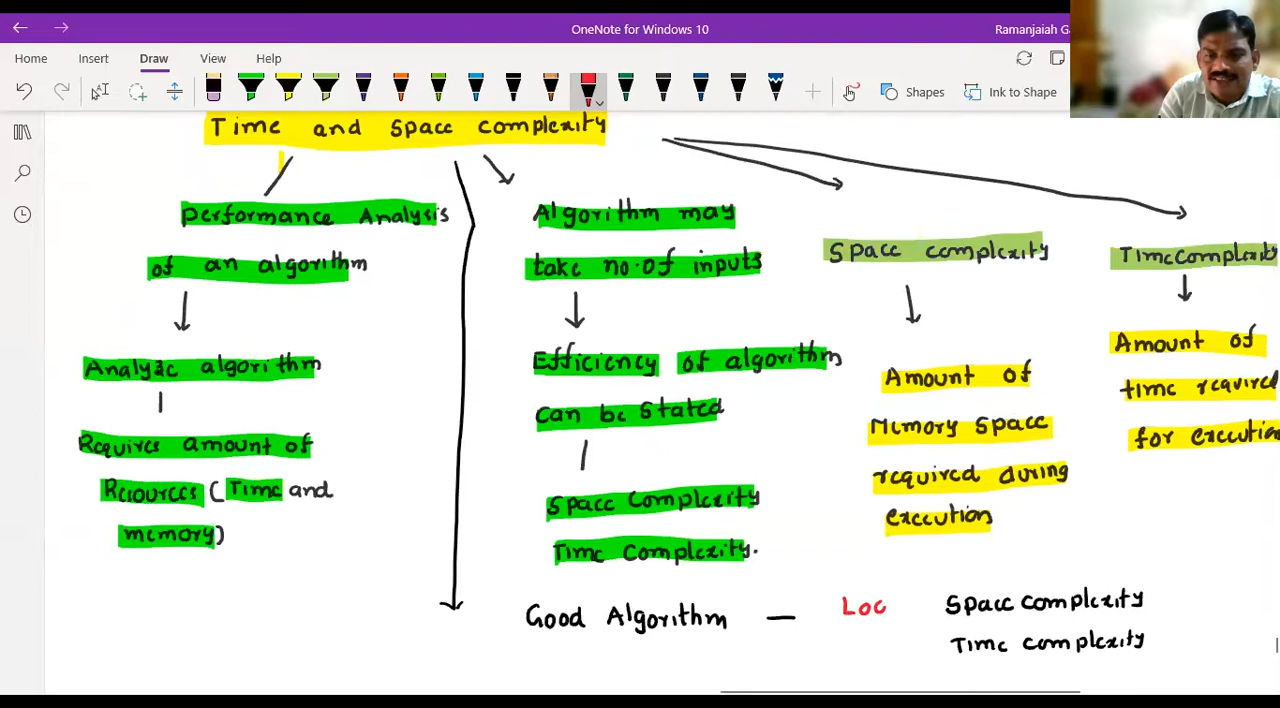 OneNote for Windows 10
Ramanjaiah G
Home Insert Draw View Help
Shapes Ink to Shape
Time and Space complexity
Performance Analysis
of an algorithm
Analyze algorithm
Requires amount of
Resources (Time and
memory)
Algorithm may
take no.of inputs
Efficiency of algorithm
can be Stated
Space Complexity
Time Complexity.
Space complexity
Amount of
Memory Space
required during
execution
Time complexity
Amount of
time required
for execution
Good Algorithm — Loc Space complexity
Time complexity